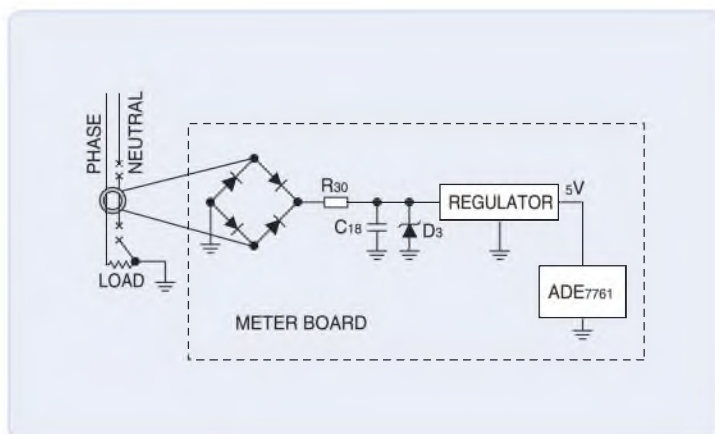 PHASE
NEUTRAL
R30
REGULATOR
5V
C18
D3
LOAD
ADE7761
METER BOARD